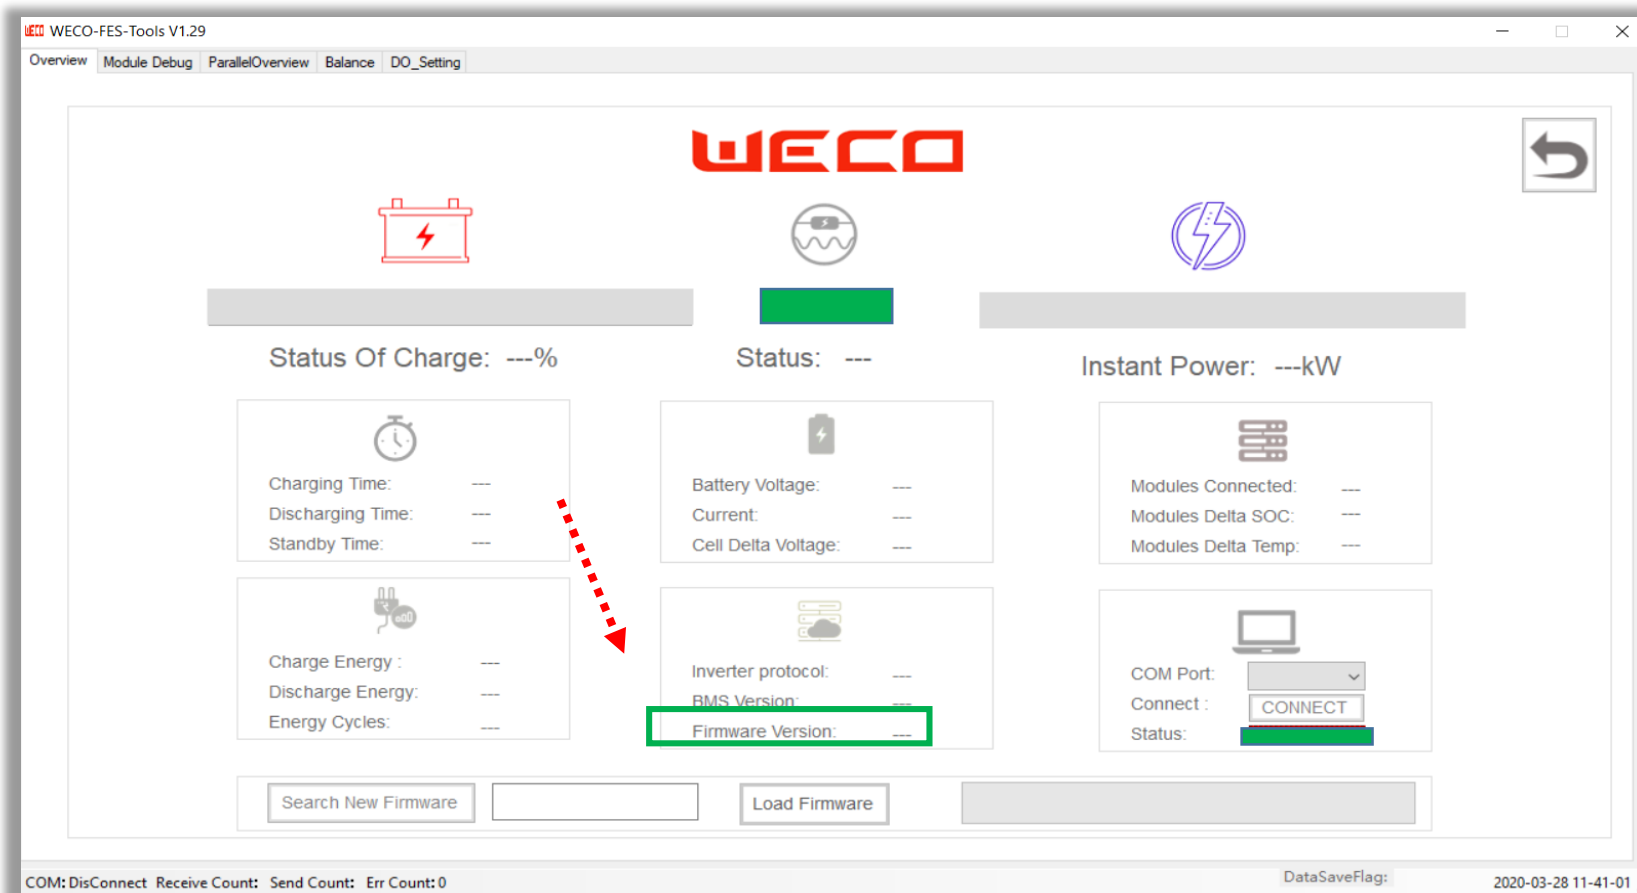 WECO WECO-FES-Tools V1.29
Overview Module Debug ParallelOverview Balance DO_Setting
WECO
Status Of Charge: ---%
Status: ---
Instant Power: ---kW
Charging Time: ---
Discharging Time: ---
Standby Time: ---
Battery Voltage: ---
Current: ---
Cell Delta Voltage: ---
Modules Connected: ---
Modules Delta SOC: ---
Modules Delta Temp: ---
Charge Energy : ---
Discharge Energy: ---
Energy Cycles: ---
Inverter protocol: ---
BMS Version: ---
Firmware Version: ---
COM Port:
Connect : CONNECT
Status:
Search New Firmware Load Firmware
COM: DisConnect Receive Count: Send Count: Err Count: 0 DataSaveFlag: 2020-03-28 11-41-01